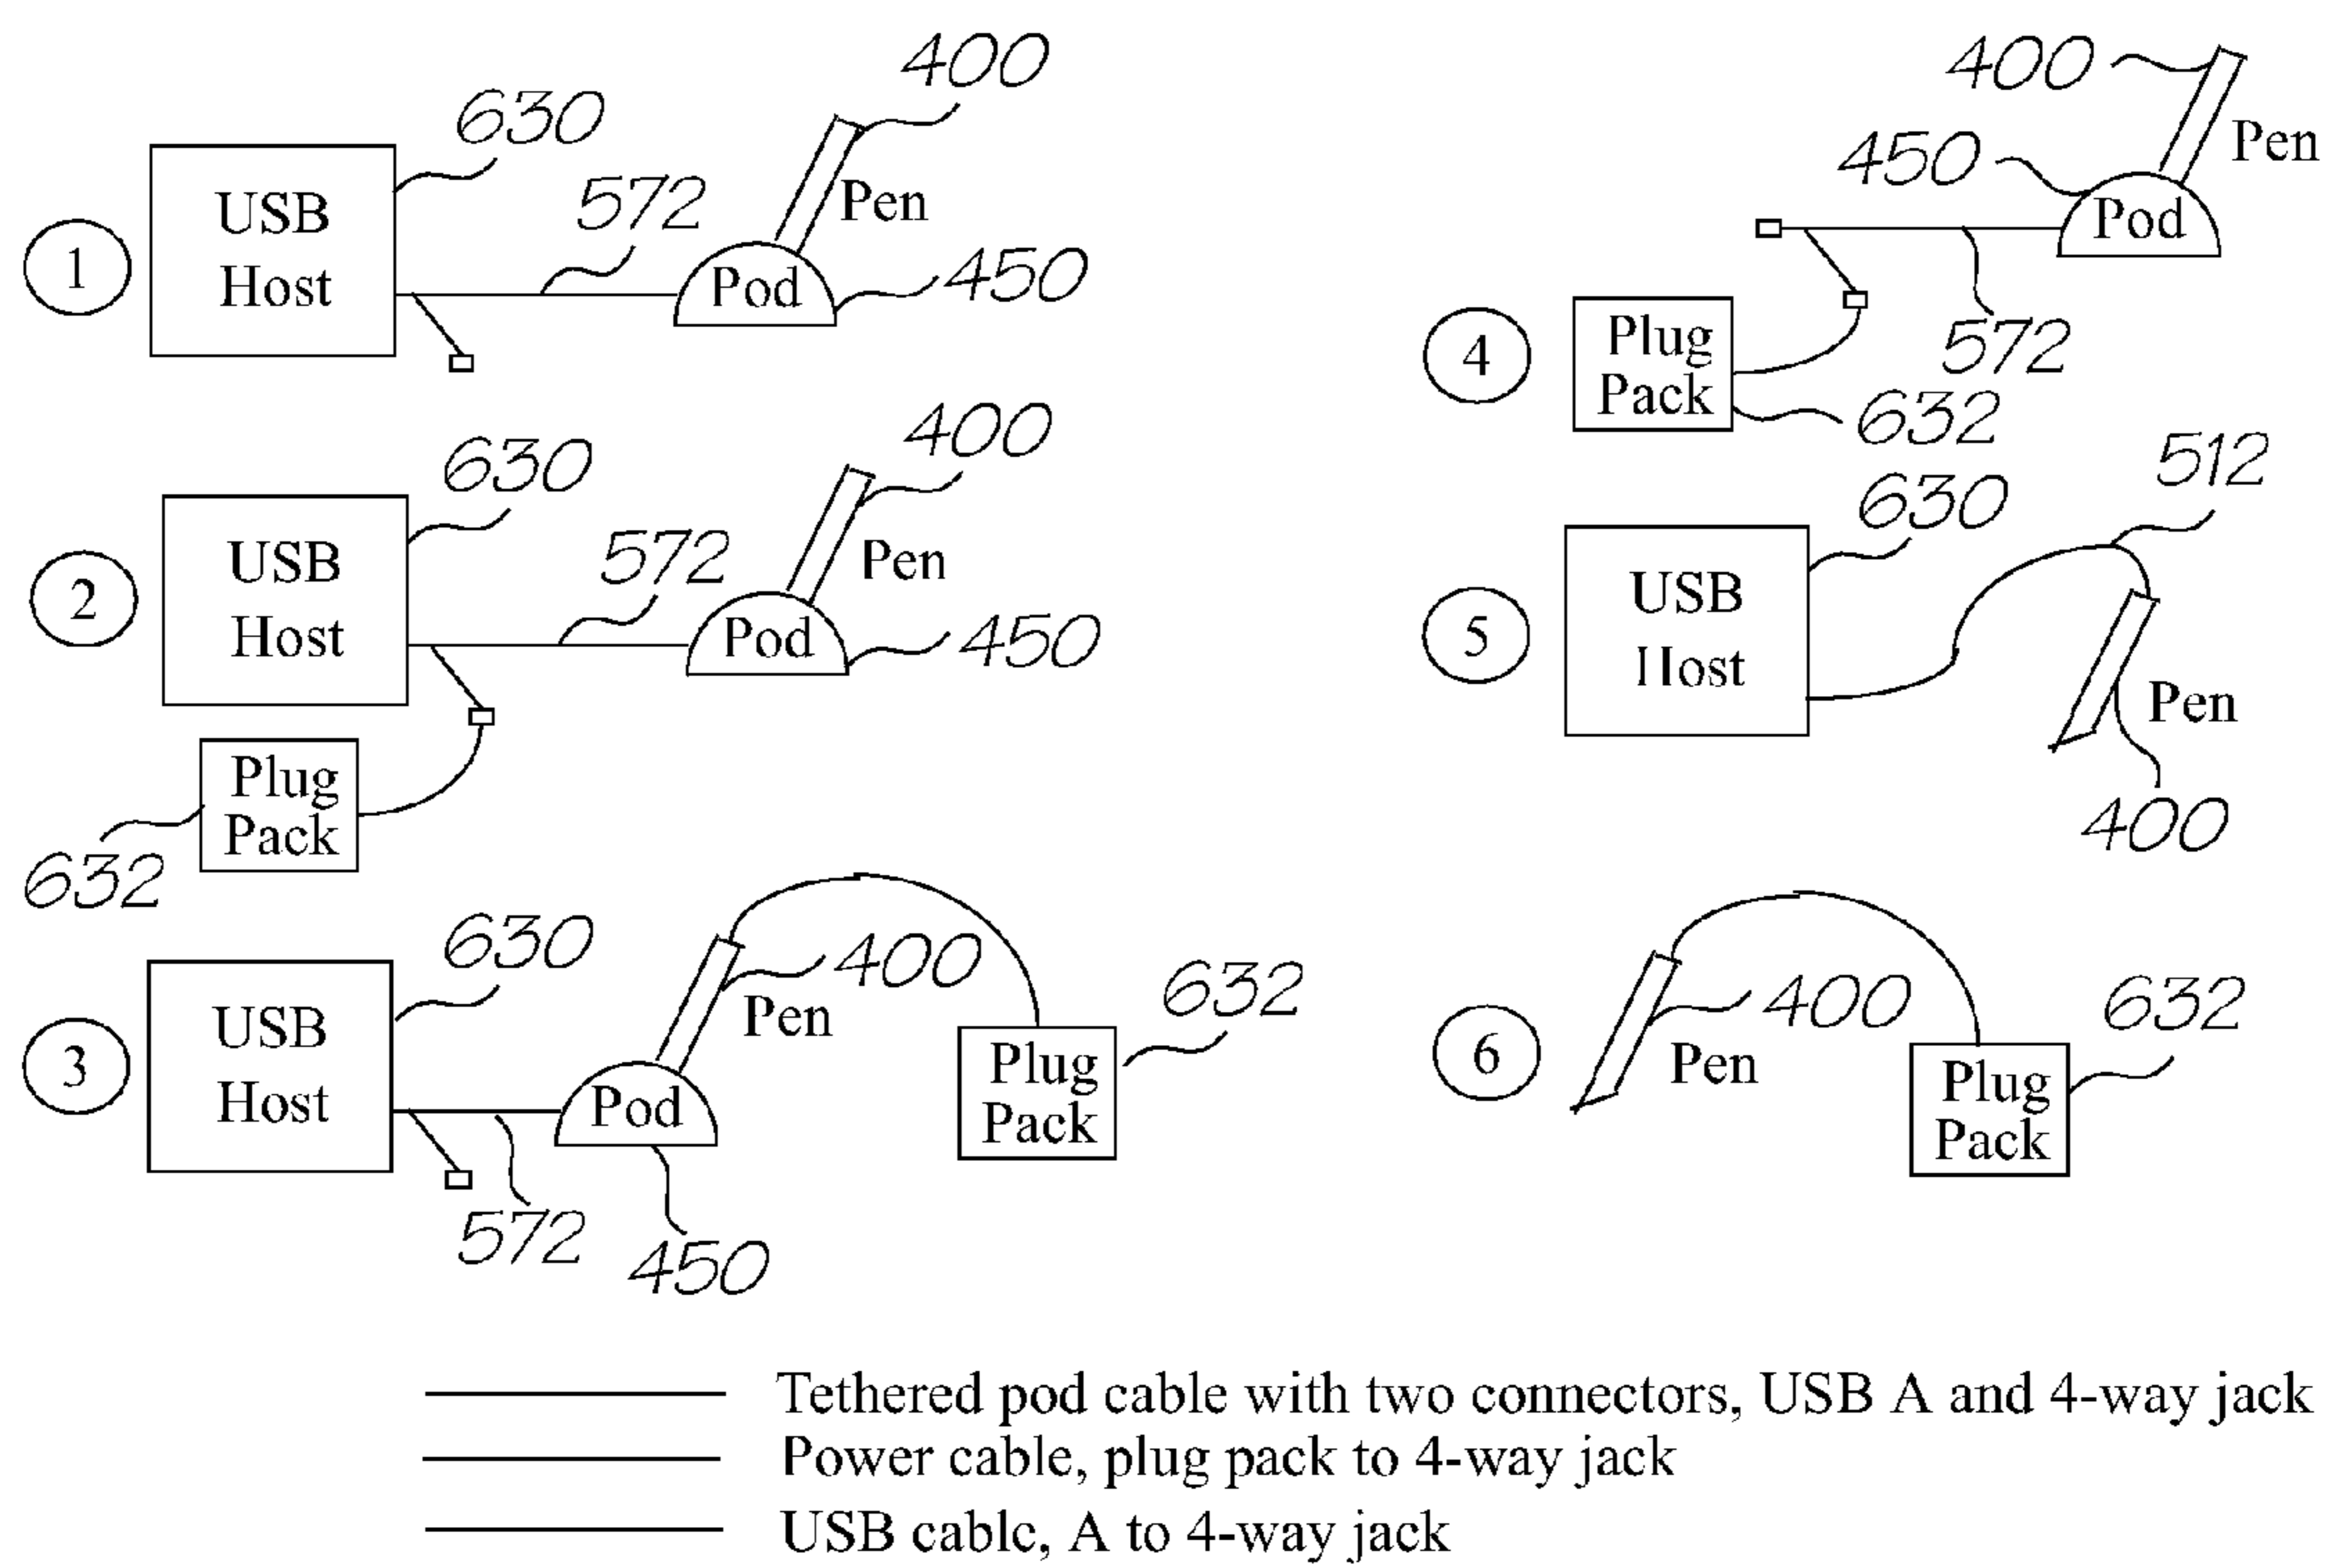 400
630
USB
Host
572
Pen
1
Pod
450
400
630
USB
Host
572
Pen
2
Pod
450
Plug
Pack
632
630
USB
Host
400
Pen
632
3
Pod
Plug
Pack
572
450
400
Pen
450
Pod
4
Plug
Pack
572
632
512
630
USB
Host
5
Pen
400
400
632
6
Pen
Plug
Pack
Tethered pod cable with two connectors, USB A and 4-way jack
Power cable, plug pack to 4-way jack
USB cable, A to 4-way jack